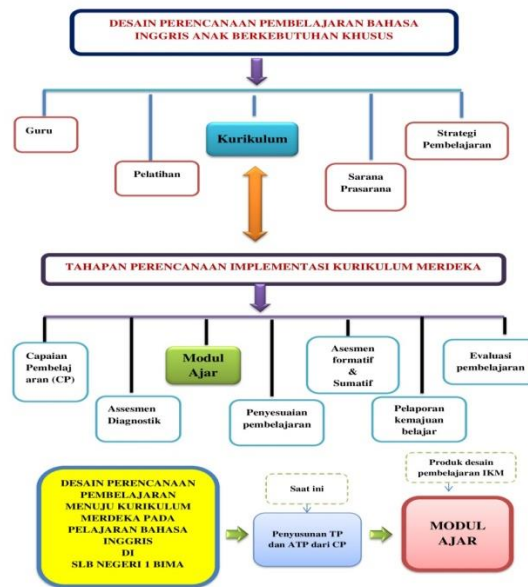 DESAIN PERENCANAAN PEMBELAJARAN BAHASA
INGGRIS ANAK BERKEBUTUHAN KHUSUS
Guru
Pelatihan
Kurikulum
Sarana
Prasarana
Strategi
Pembelajaran
TAHAPAN PERENCANAAN IMPLEMENTASI KURIKULUM MERDEKA
Capaian
Pembelaj
aran (CP)
Assesmen
Diagnostik
Modul
Ajar
Penyesuaian
pembelajaran
Asesmen
formatif
&
Sumatif
Pelaporan
kemajuan
belajar
Evaluasi
pembelajaran
DESAIN PERENCANAAN
PEMBELAJARAN
MENUJU KURIKULUM
MERDEKA PADA
PELAJARAN BAHASA
INGGRIS
DI
SLB NEGERI 1 BIMA
Saat ini
Penyusunan TP
dan ATP dari CP
Produk desain
pembelajaran IKM
MODUL
AJAR